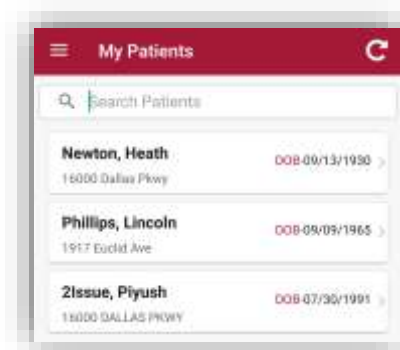 My Patients
Search Patients
Newton, Heath
DOB-09/13/1930
16000 Dallas Pkwy
Phillips, Lincoln
DOB-09/09/1965
1917 Euclid Ave
2Issue, Piyush
DOB-07/30/1991
16000 DALLAS PKWY